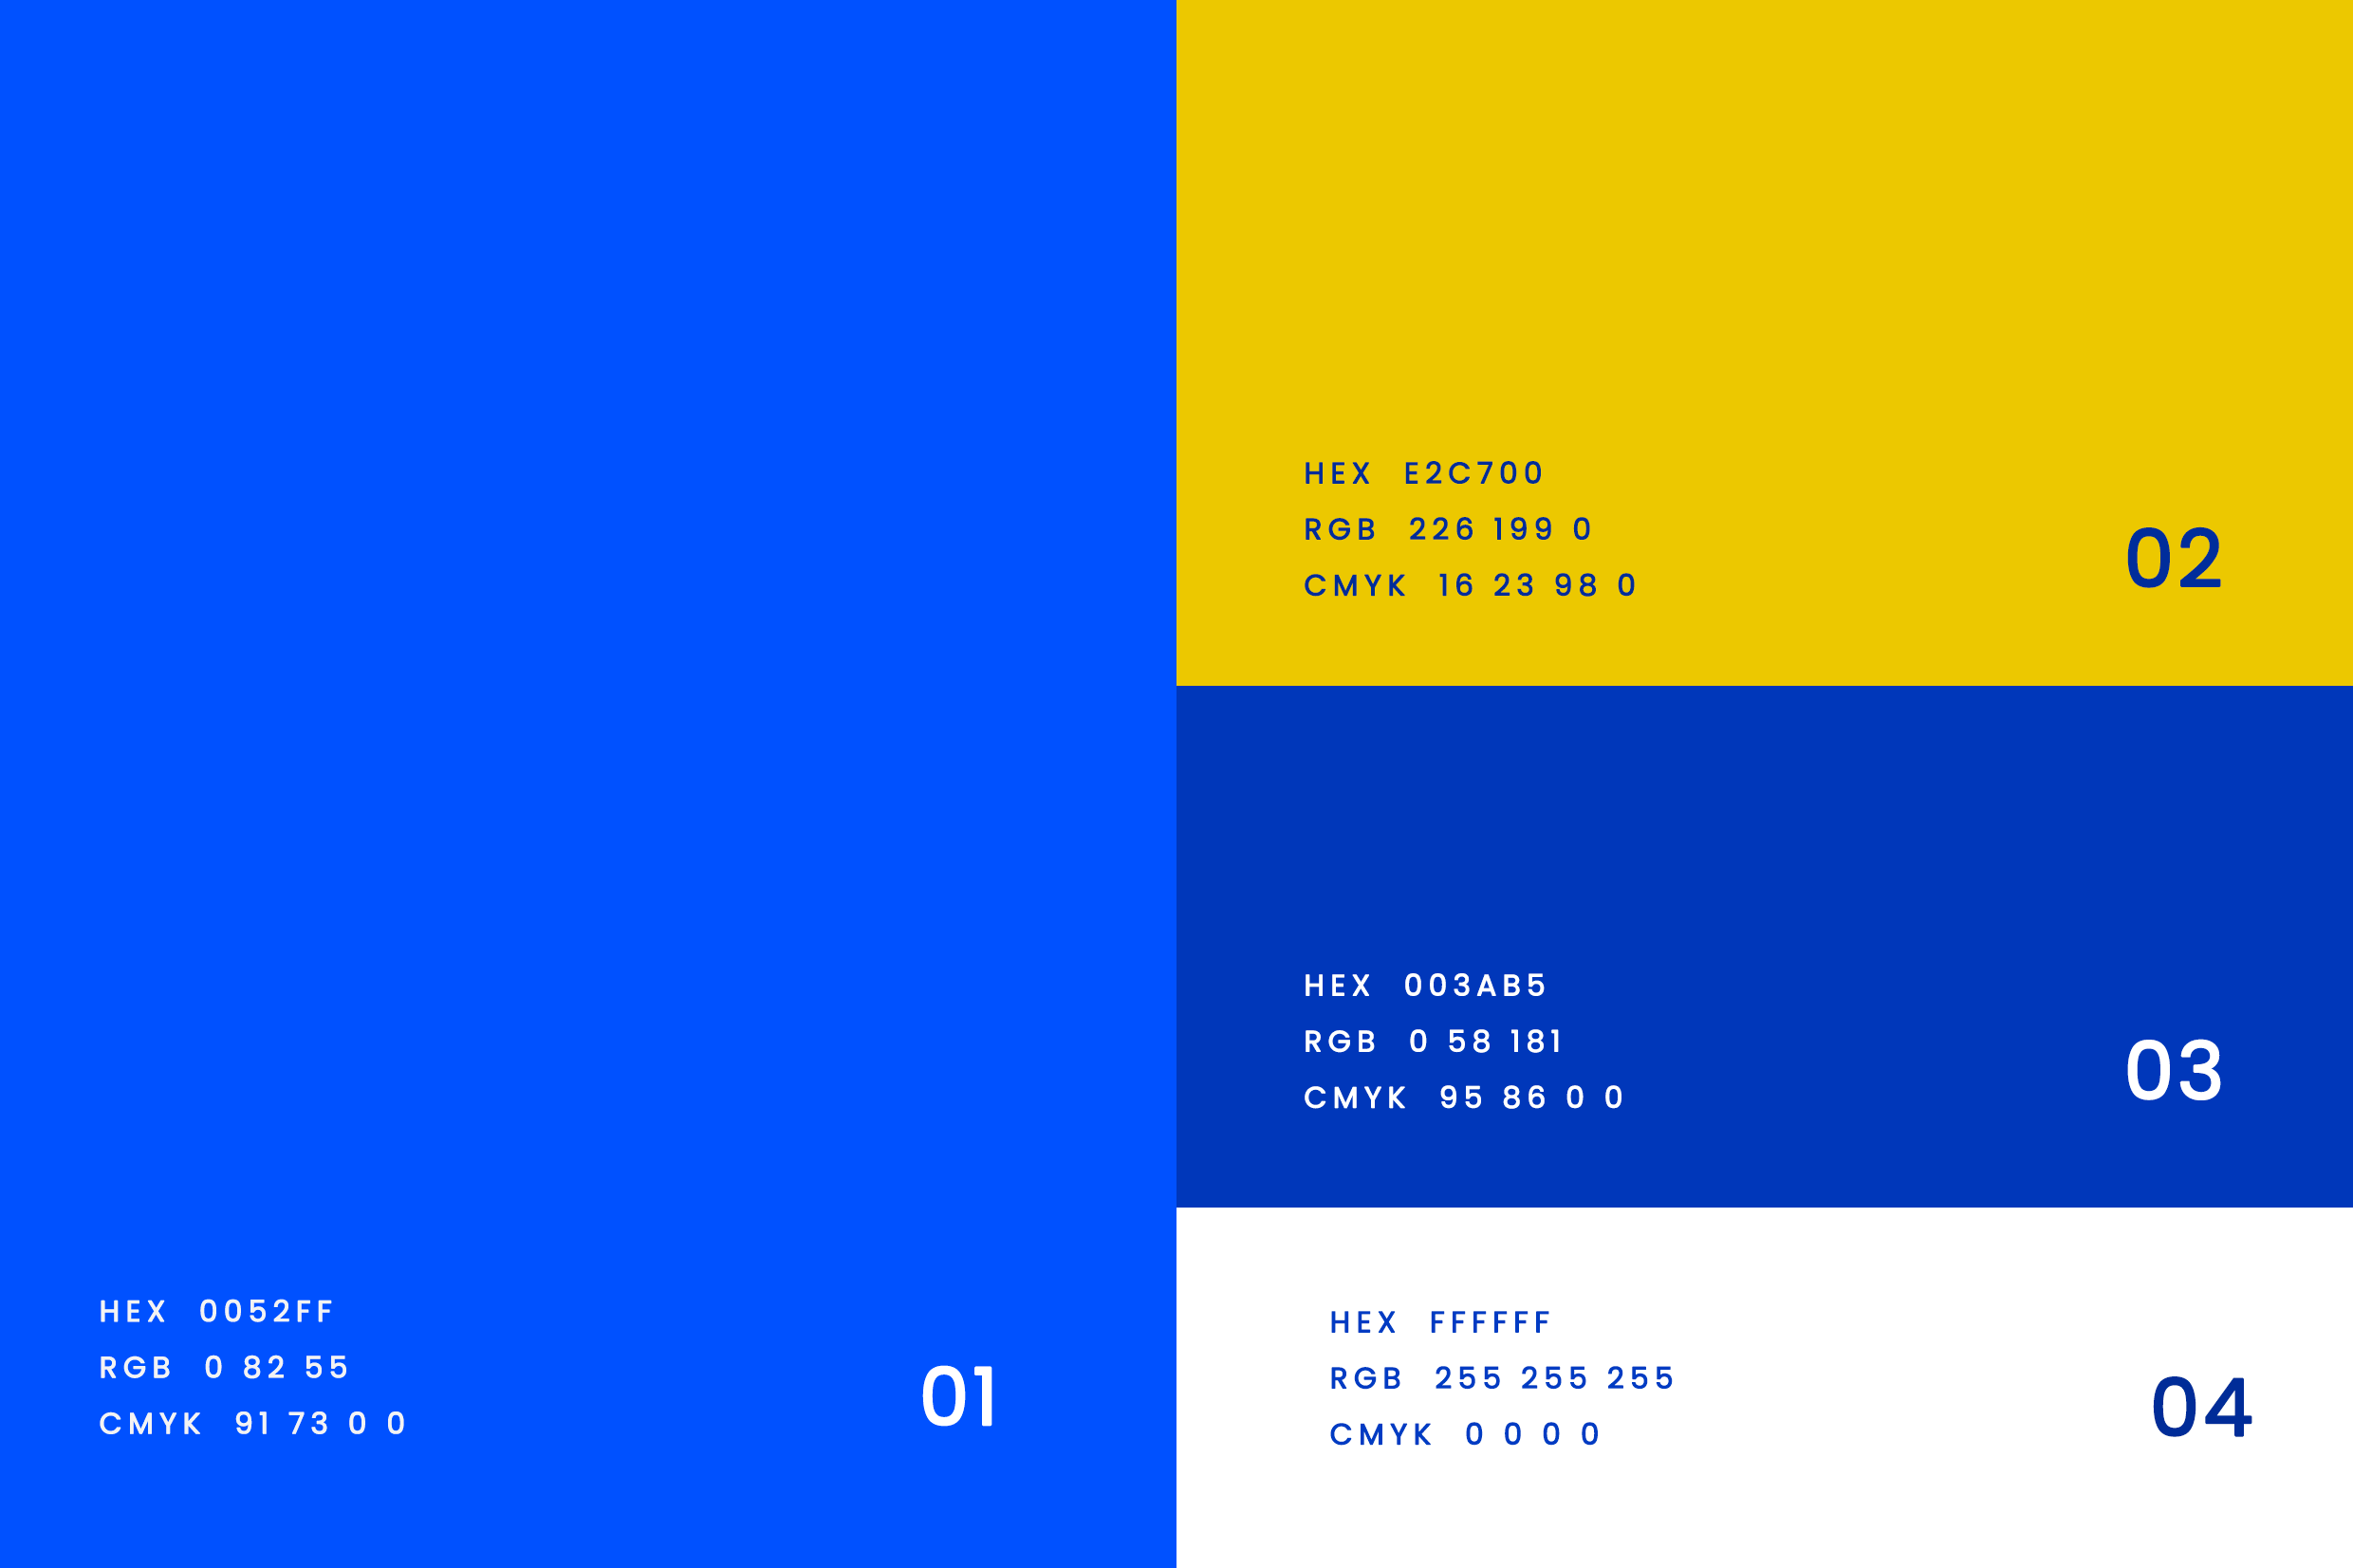 HEX 0052FF
RGB 0 82 55
CMYK 91 73 0 0
01
HEX E2C700
RGB 226 199 0
CMYK 16 23 98 0
02
HEX 003AB5
RGB 0 58 181
CMYK 95 86 0 0
03
HEX FFFFFF
RGB 255 255 255
CMYK 0 0 0 0
04